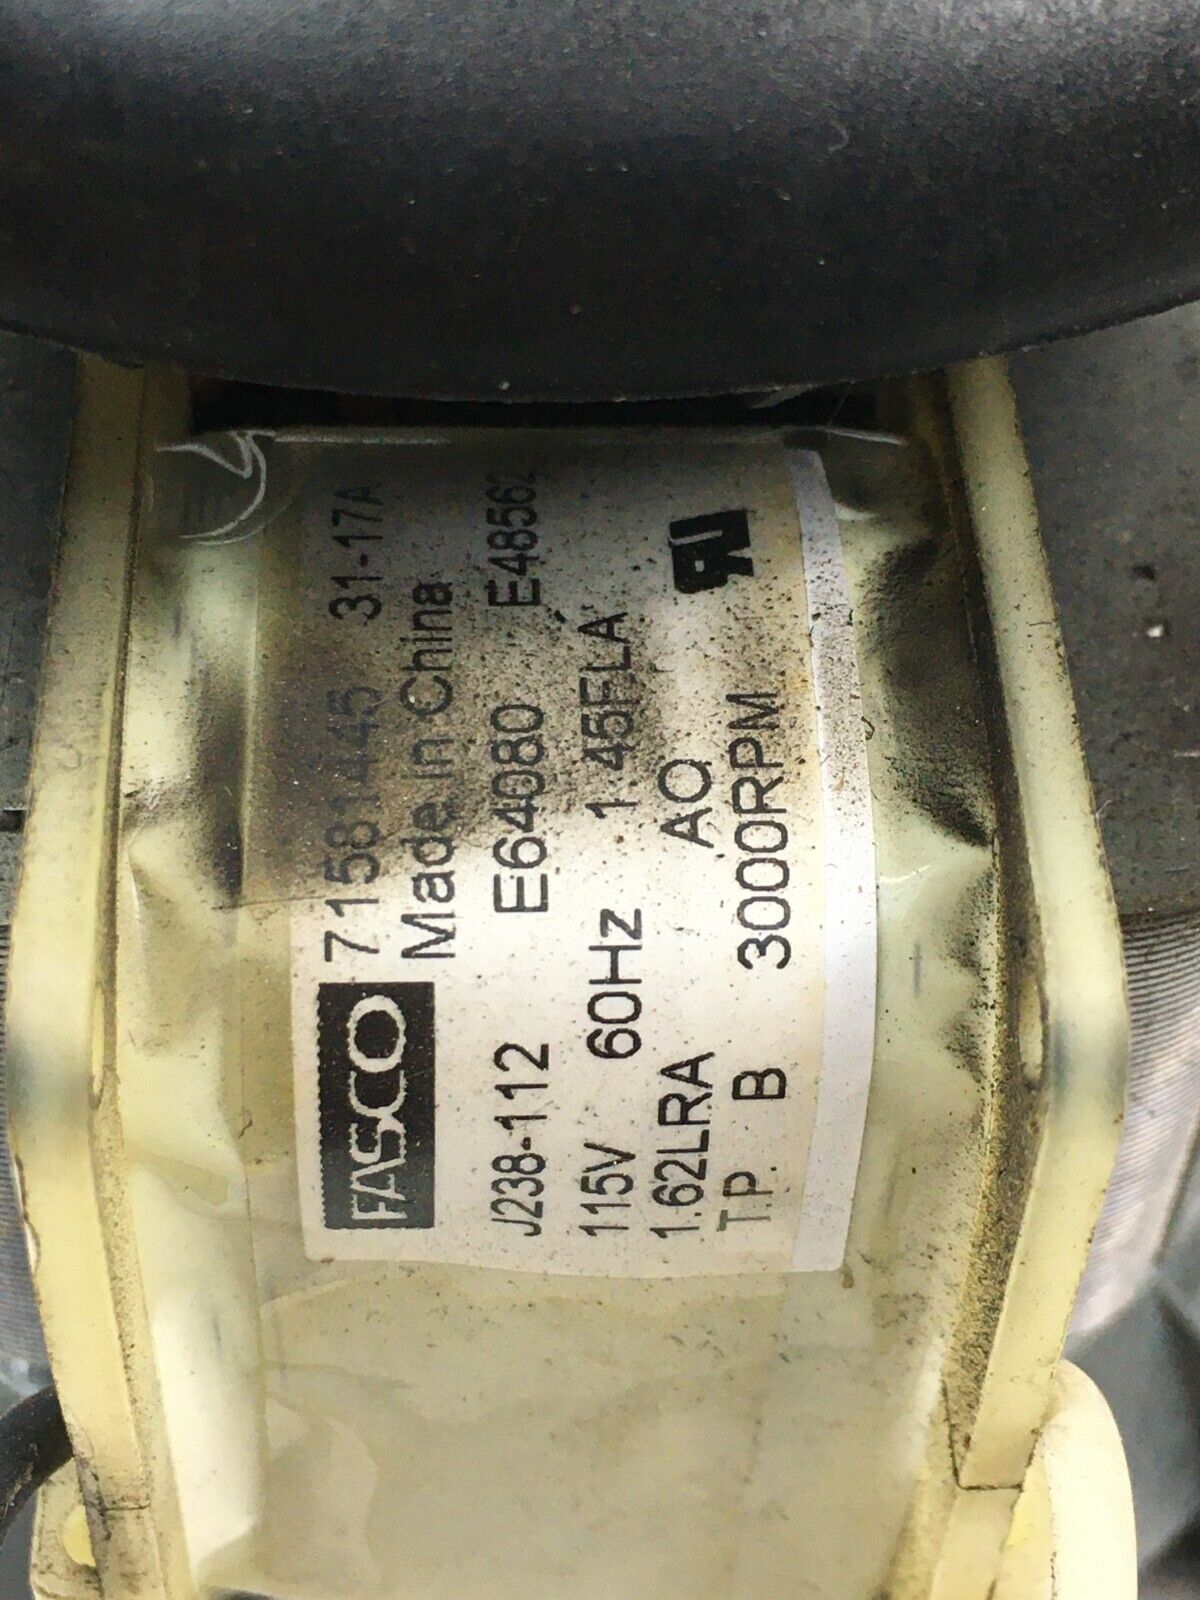 FASCO 71581445 31-17A
Made in China
J238-112 E64080 E4856
115V 60Hz 1.45FLA
1.62LRA AO
T.P. B 3000RPM